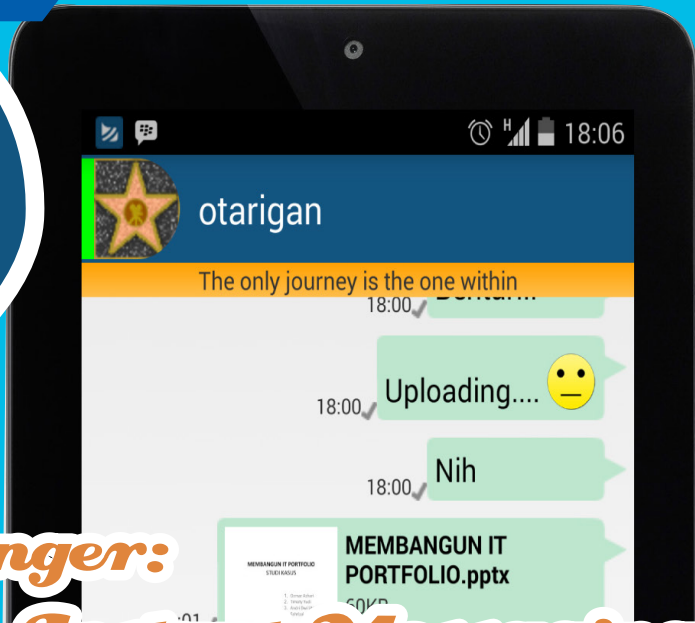 H 18:06
otarigan
The only journey is the one within
18:00
Uploading....
18:00
Nih
18:00
MEMBANGUN IT PORTFOLIO
STUDI KASUS
MEMBANGUN IT
PORTFOLIO.pptx
60KB
nger: